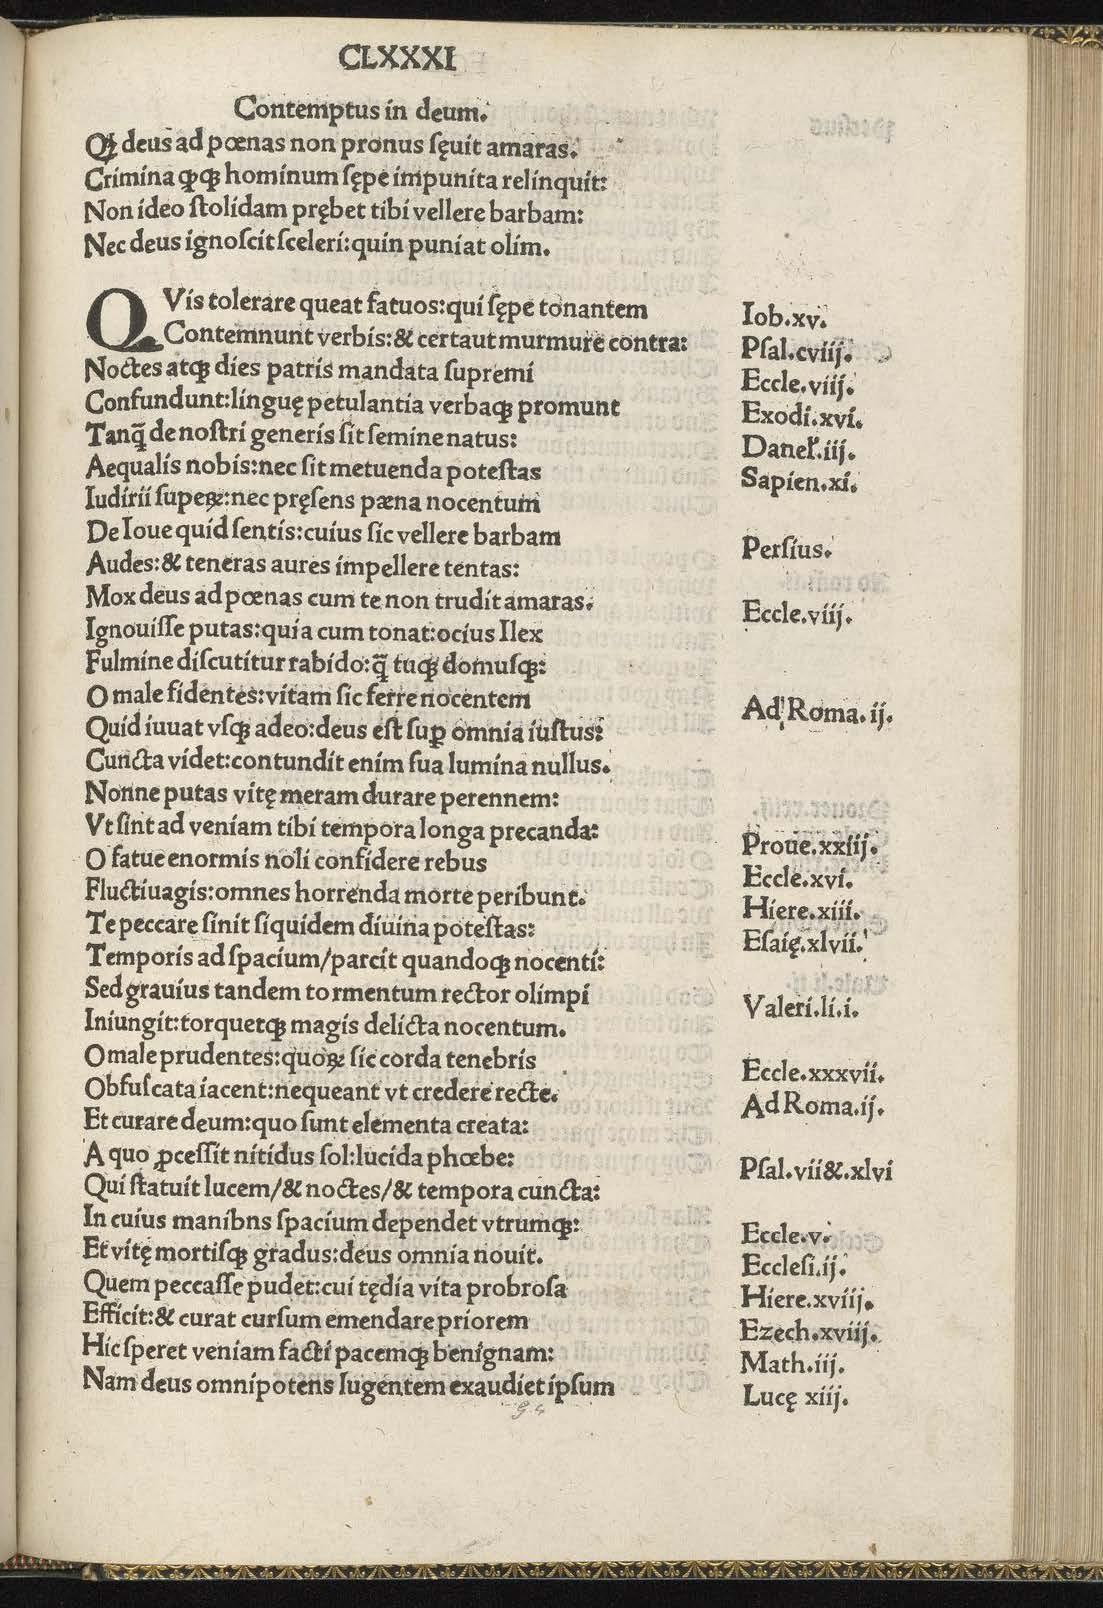 CLXXXI
Contemptus in deum.
Qꝫ deus ad pœnas non pronus sęuit amaras.
Crimina ꝙꝗ hominum sępe impunita relinquit:
Non ideo ſtolidam prębet tibi vellere barbam:
Nec deus ignoſcit ſceleri: quin puniat olim.
QVis tolerare queat fatuos: qui ſępe tonantem
Contemnunt verbis: & certaut murmure contra:
Noctes atqꝫ dies patris mandata ſupremi
Confundunt: linguę petulantia verbaqꝫ promunt
Tanq̃ de noſtri generis ſit ſemine natus:
Aequalis nobis: nec ſit metuenda poteſtas
Iudirii ſuperꝝ: nec pręſens pæna nocentum
De Ioue quid ſentis: cuius ſic vellere barbam
Audes: & teneras aures impellere tentas:
Mox deus ad pœnas cum te non trudit amaras.
Ignouiſſe putas: quia cum tonat: ocius Ilex
Fulmine diſcutitur rabido: q̃ tuqꝫ domuſqꝫ:
O male fidentes: vitam ſic ferre nocentem
Quid iuuat vſqꝫ adeo: deus eſt ſuꝑ omnia iuſtus:
Cuncta videt: contundit enim ſua lumina nullus.
Nonne putas vitę meram durare perennem:
Vt ſint ad veniam tibi tempora longa precanda:
O fatue enormis noli confidere rebus
Fluctiuagis: omnes horrenda morte peribunt.
Te peccare ſinit ſiquidem diuina poteſtas:
Temporis ad ſpacium/parcit quandoqꝫ nocenti:
Sed grauius tandem tormentum rector olimpi
Iniungit: torquetqꝫ magis delicta nocentum.
O male prudentes: quoꝝ ſic corda tenebris
Obfuſcata iacent: nequeant vt credere recte.
Et curare deum: quo ſunt elementa creata:
A quo ꝓceſſit nitidus ſol: lucida phœbe:
Qui ſtatuit lucem/& noctes/& tempora cuncta:
In cuius manibns ſpacium dependet vtrumqꝫ:
Et vitę mortiſqꝫ gradus: deus omnia nouit.
Quem peccaſſe pudet: cui tędia vita probroſa
Efficit: & curat curſum emendare priorem
Hic ſperet veniam facti pacemqꝫ benignam:
Nam deus omnipotens lugentem exaudiet ipſum
Iob.xv.
Pſal.cviij.
Eccle.viij.
Exodi.xvi.
Daneł.iij.
Sapien.xi.
Perſius.
Eccle.viij.
Ad Roma.ij.
Proue.xxiij.
Eccle.xvi.
Hiere.xiii.
Eſaię.xlvii.
Valeri.li.i.
Eccle.xxxvii.
Ad Roma.ij.
Pſal.vii&.xlvi
Eccle.v.
Eccleſi.ij.
Hiere.xviij.
Ezech.xviij.
Math.iij.
Lucę xiij.